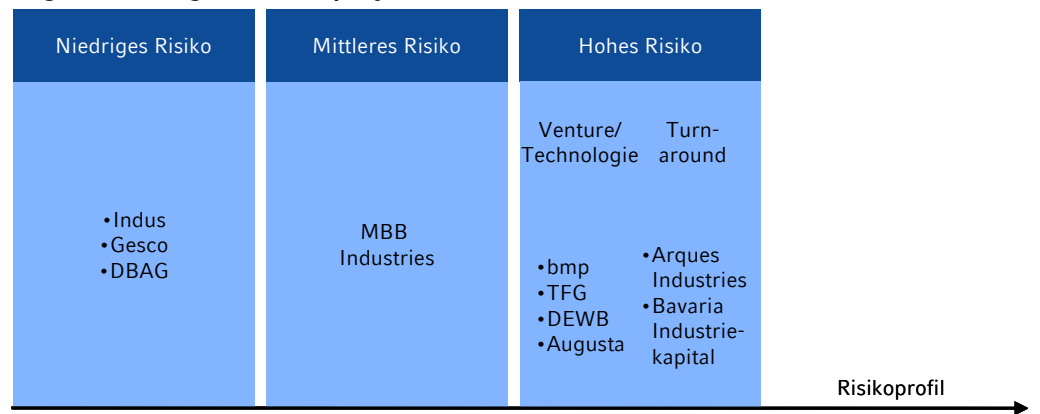 Niedriges Risiko
Mittleres Risiko
Hohes Risiko
Venture/
Technologie
Turn-
around
•Indus
•Gesco
•DBAG
MBB
Industries
•bmp
•TFG
•DEWB
•Augusta
•Arques
Industries
•Bavaria
Industrie-
kapital
Risikoprofil